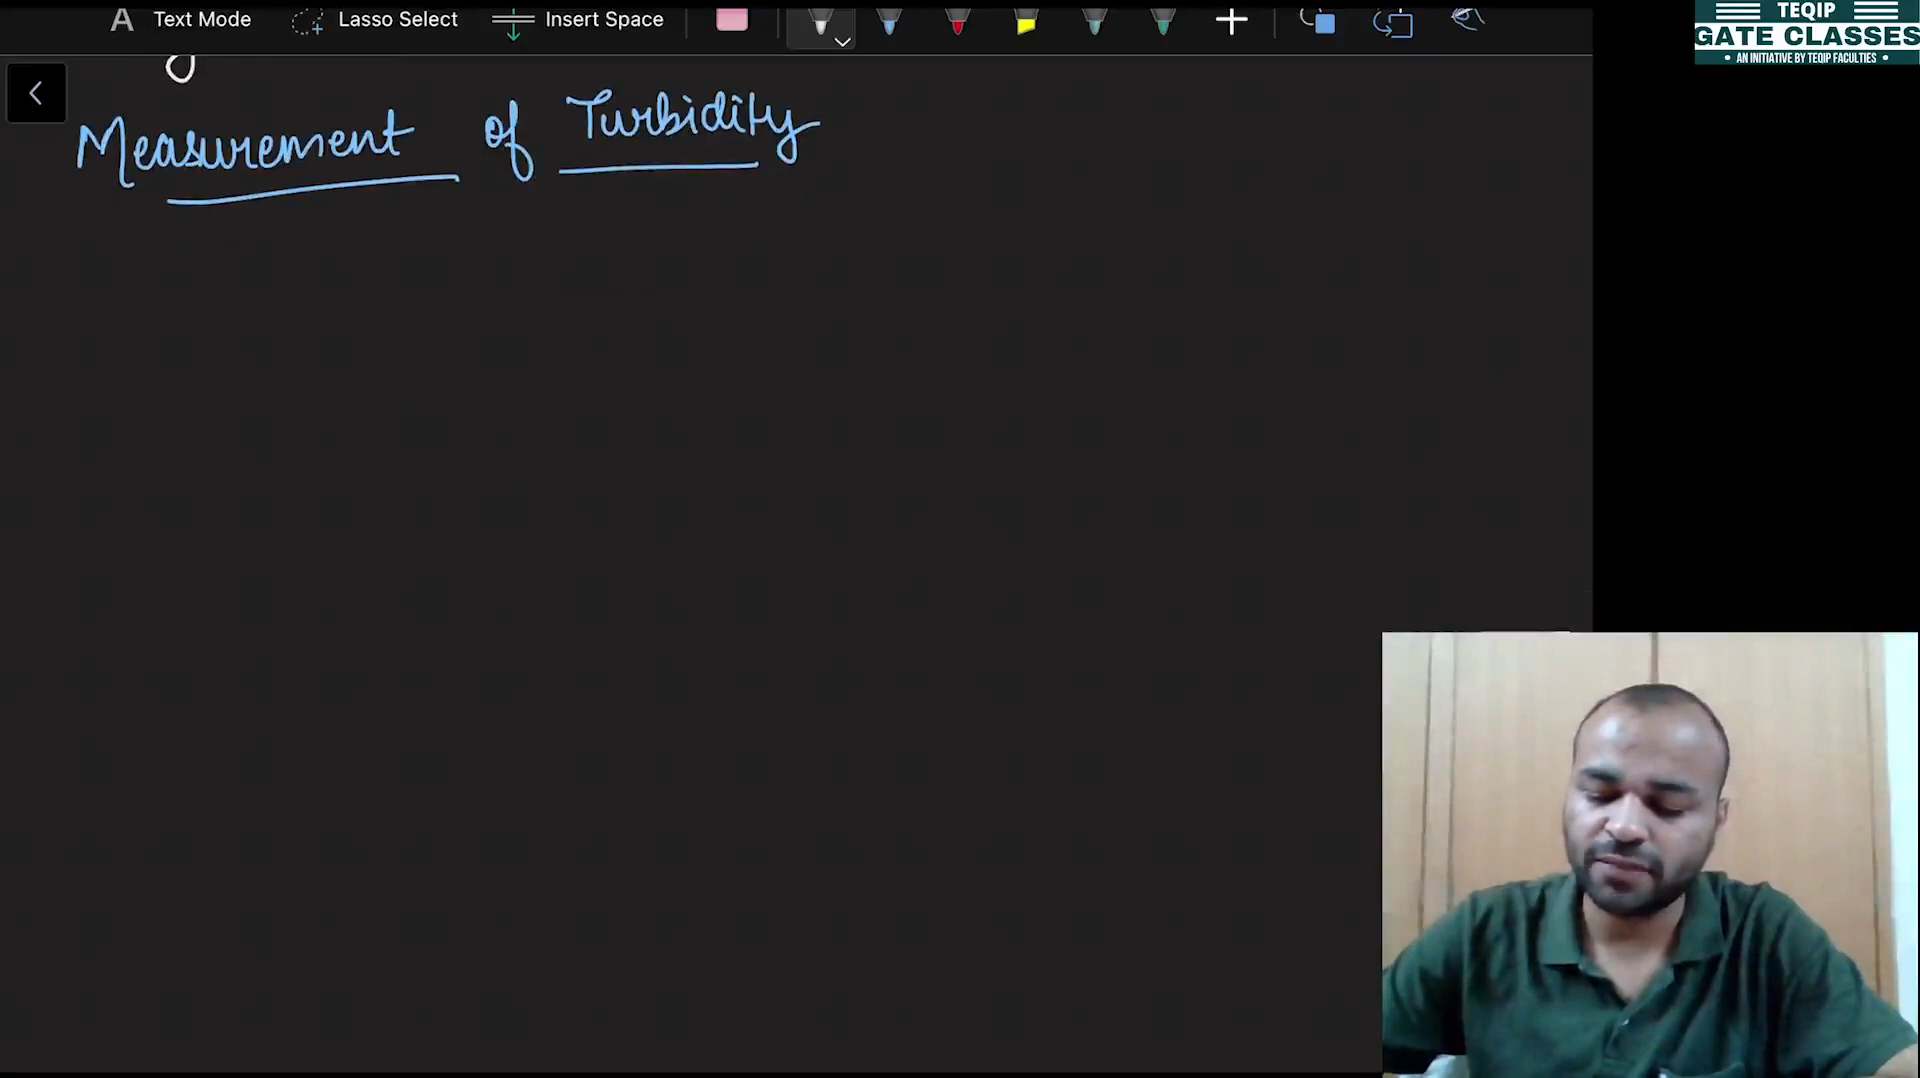 Text Mode Lasso Select Insert Space
TEQIP
GATE CLASSES
• AN INITIATIVE BY TEQIP FACULTIES •
Measurement of Turbidity